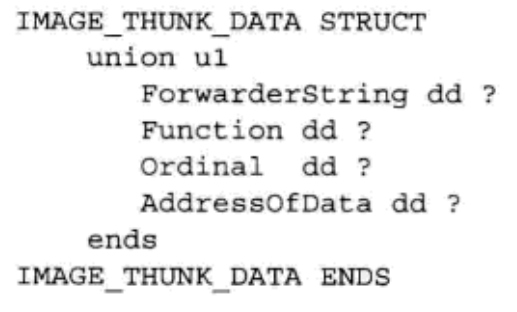 IMAGE_THUNK_DATA STRUCT
union u1
ForwarderString dd ?
Function dd ?
Ordinal dd ?
AddressOfData dd ?
ends
IMAGE_THUNK_DATA ENDS